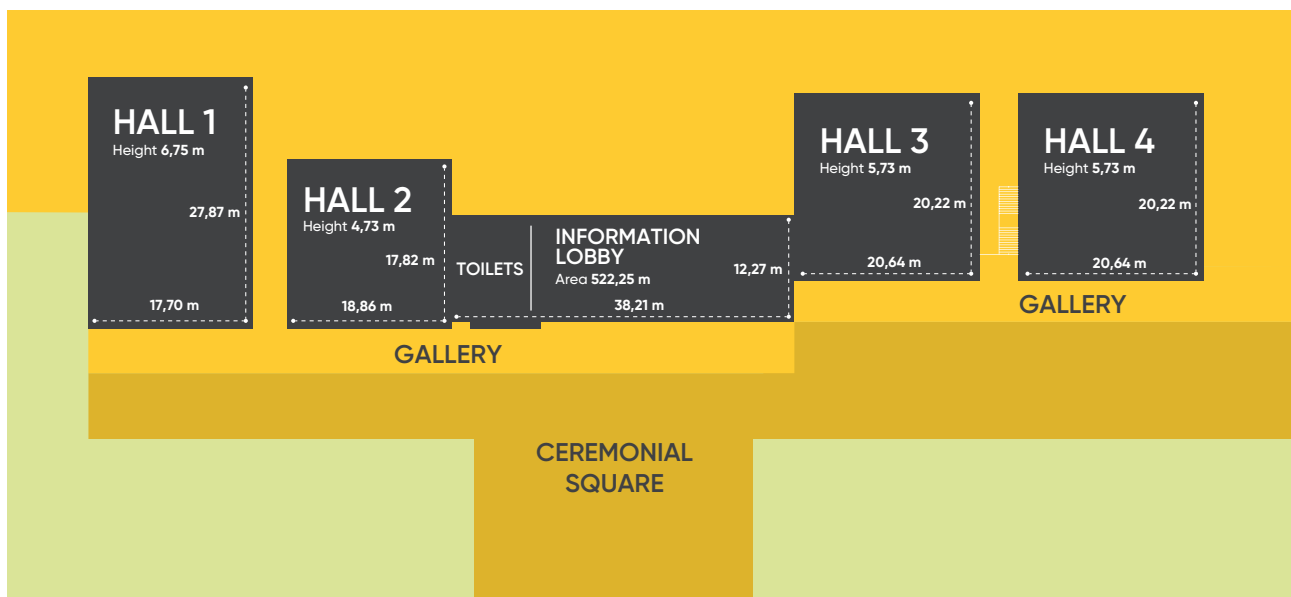 HALL 1
Height 6,75 m
27,87 m
17,70 m
HALL 2
Height 4,73 m
17,82 m
18,86 m
TOILETS
INFORMATION
LOBBY
Area 522,25 m
12,27 m
38,21 m
HALL 3
Height 5,73 m
20,22 m
20,64 m
HALL 4
Height 5,73 m
20,22 m
20,64 m
GALLERY
GALLERY
CEREMONIAL
SQUARE